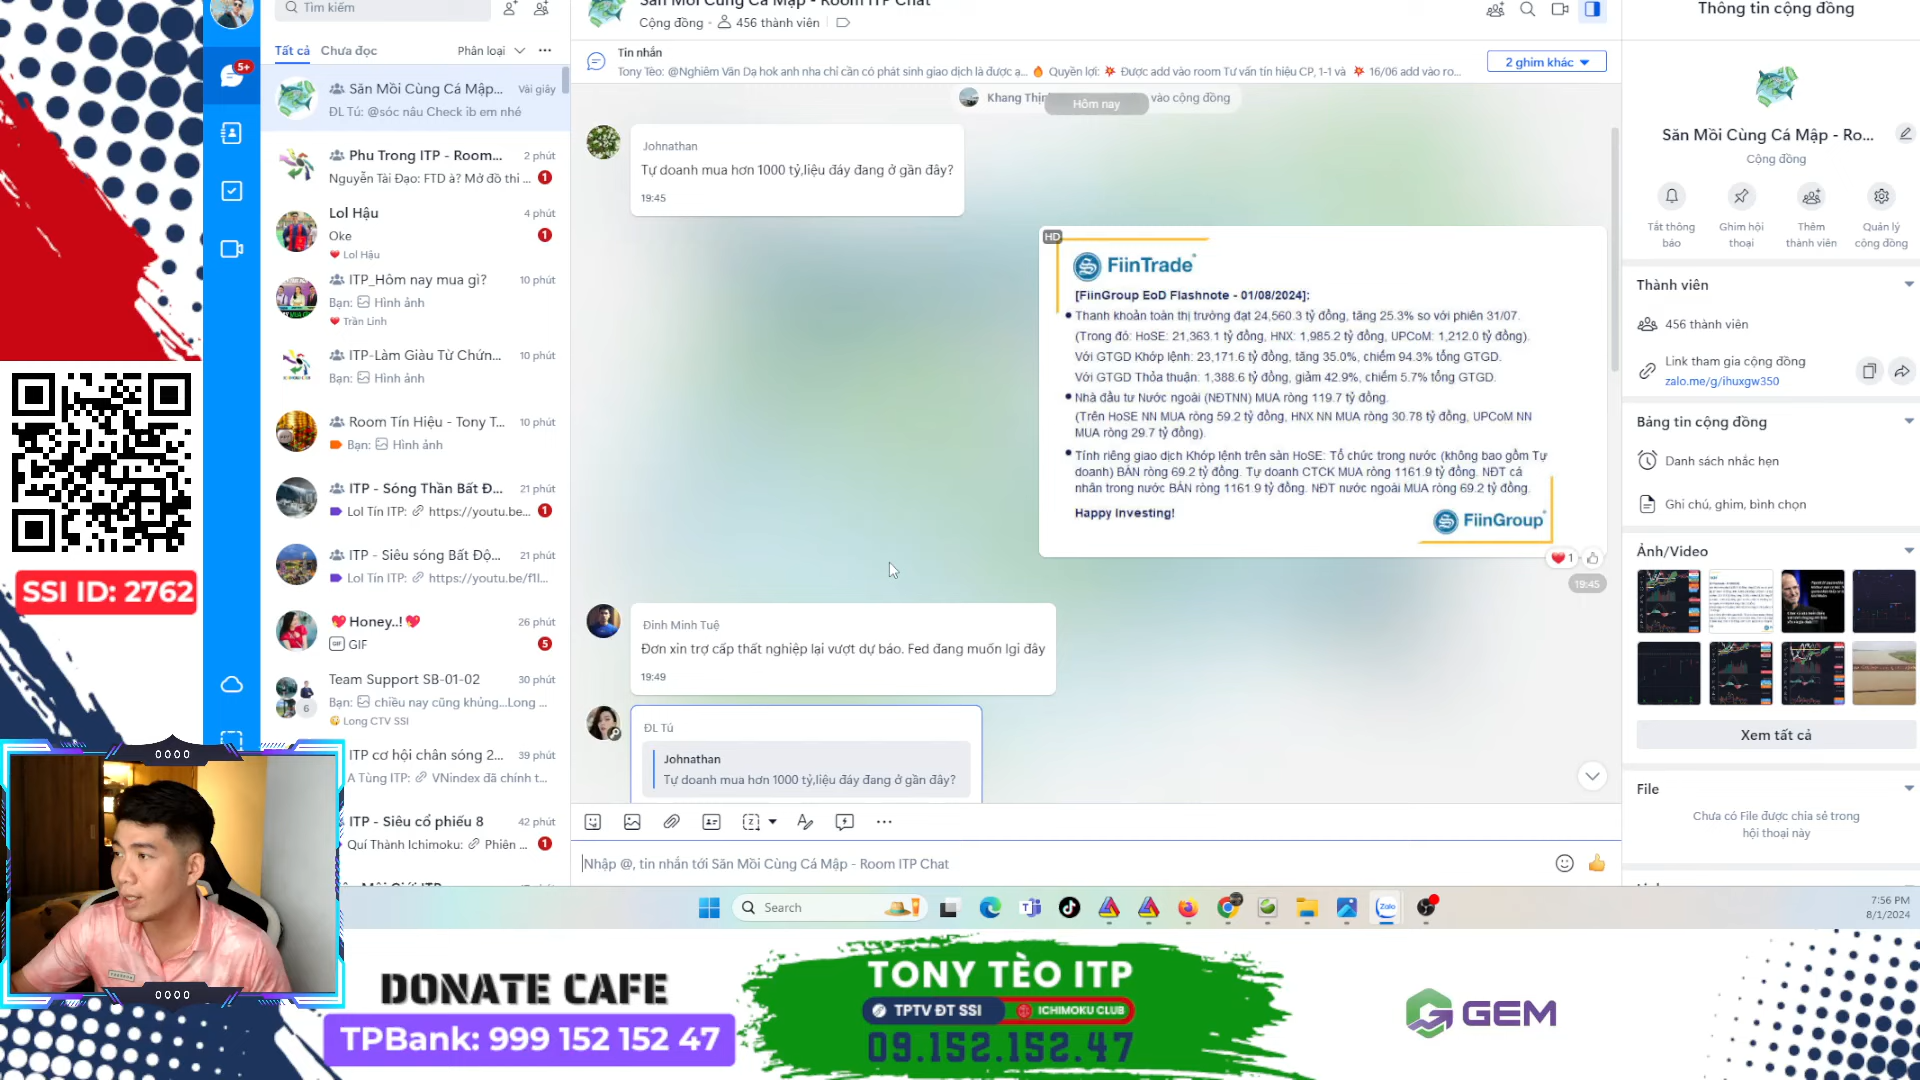 Tìm kiếm
Tất cả
Chưa đọc
Phân loại
5+
Săn Mồi Cùng Cá Mập...
Vài giây
ĐL Tú: @sóc nâu Check ib em nhé
Phu Trong ITP - Room...
2 phút
Nguyễn Tài Đạo: FTD à? Mở đồ thi ...
1
Lol Hậu
4 phút
Oke
1
Lol Hậu
ITP_Hôm nay mua gì?
10 phút
Bạn: Hình ảnh
Trần Linh
ITP-Làm Giàu Từ Chứn...
10 phút
Bạn: Hình ảnh
Room Tín Hiệu - Tony T...
10 phút
Bạn: Hình ảnh
ITP - Sóng Thần Bất Đ...
21 phút
Lol Tín ITP: https://youtu.be...
1
ITP - Siêu sóng Bất Độ...
21 phút
Lol Tín ITP: https://youtu.be/f1l...
Honey..!
26 phút
GIF
5
Team Support SB-01-02
30 phút
6
Bạn: chiều nay cũng khủng...Long ...
Long CTV SSI
ITP cơ hội chân sóng 2...
39 phút
A Tùng ITP: VNindex đã chính t...
ITP - Siêu cổ phiếu 8
42 phút
Quí Thành Ichimoku: Phiên ...
1
Săn Mồi Cùng Cá Mập - Room ITP Chat
Cộng đồng
456 thành viên
Tin nhắn
Tony Tèo: @Nghiêm Vân Dạ hok anh nha chỉ cần có phát sinh giao dịch là được ạ... Quyền lợi: Được add vào room Tư vấn tín hiệu CP, 1-1 và 16/06 add vào ro...
2 ghim khác
Hôm nay
vào cộng đồng
Johnathan
Tự doanh mua hơn 1000 tỷ,liệu đáy đang ở gần đây?
19:45
HD
FiinTrade
[FiinGroup EoD Flashnote - 01/08/2024]:
Thanh khoản toàn thị trường đạt 24,560.3 tỷ đồng, tăng 25.3% so với phiên 31/07.
(Trong đó: HoSE: 21,363.1 tỷ đồng, HNX: 1,985.2 tỷ đồng, UPCoM: 1,212.0 tỷ đồng).
Với GTGD Khớp lệnh: 23,171.6 tỷ đồng, tăng 35.0%, chiếm 94.3% tổng GTGD.
Với GTGD Thỏa thuận: 1,388.6 tỷ đồng, giảm 42.9%, chiếm 5.7% tổng GTGD.
Nhà đầu tư Nước ngoài (NĐTNN) MUA ròng 119.7 tỷ đồng.
(Trên HoSE NN MUA ròng 59.2 tỷ đồng, HNX NN MUA ròng 30.78 tỷ đồng, UPCoM NN
MUA ròng 29.7 tỷ đồng).
Tính riêng giao dịch Khớp lệnh trên sàn HoSE: Tổ chức trong nước (không bao gồm Tự
doanh) BÁN ròng 69.2 tỷ đồng. Tự doanh CTCK MUA ròng 1161.9 tỷ đồng. NĐT cá
nhân trong nước BÁN ròng 1161.9 tỷ đồng. NĐT nước ngoài MUA ròng 69.2 tỷ đồng.
Happy Investing!
FiinGroup
1
19:45
Đinh Minh Tuệ
Đơn xin trợ cấp thất nghiệp lại vượt dự báo. Fed đang muốn lgi đây
19:49
ĐL Tú
Johnathan
Tự doanh mua hơn 1000 tỷ,liệu đáy đang ở gần đây?
Nhập @, tin nhắn tới Săn Mồi Cùng Cá Mập - Room ITP Chat
Thông tin cộng đồng
Săn Mồi Cùng Cá Mập - Ro...
Cộng đồng
Tắt thông báo
Ghim hội thoại
Thêm thành viên
Quản lý cộng đồng
Thành viên
456 thành viên
Link tham gia cộng đồng
zalo.me/g/ihuxgw350
Bảng tin cộng đồng
Danh sách nhắc hẹn
Ghi chú, ghim, bình chọn
Ảnh/Video
Xem tất cả
File
Chưa có File được chia sẻ trong
hội thoại này
Search
Zalo
7:56 PM
8/1/2024
SSI ID: 2762
DONATE CAFE
TPBank: 999 152 152 47
TONY TÈO ITP
TPTV ĐT SSI
ICHIMOKU CLUB
09.152.152.47
GEM